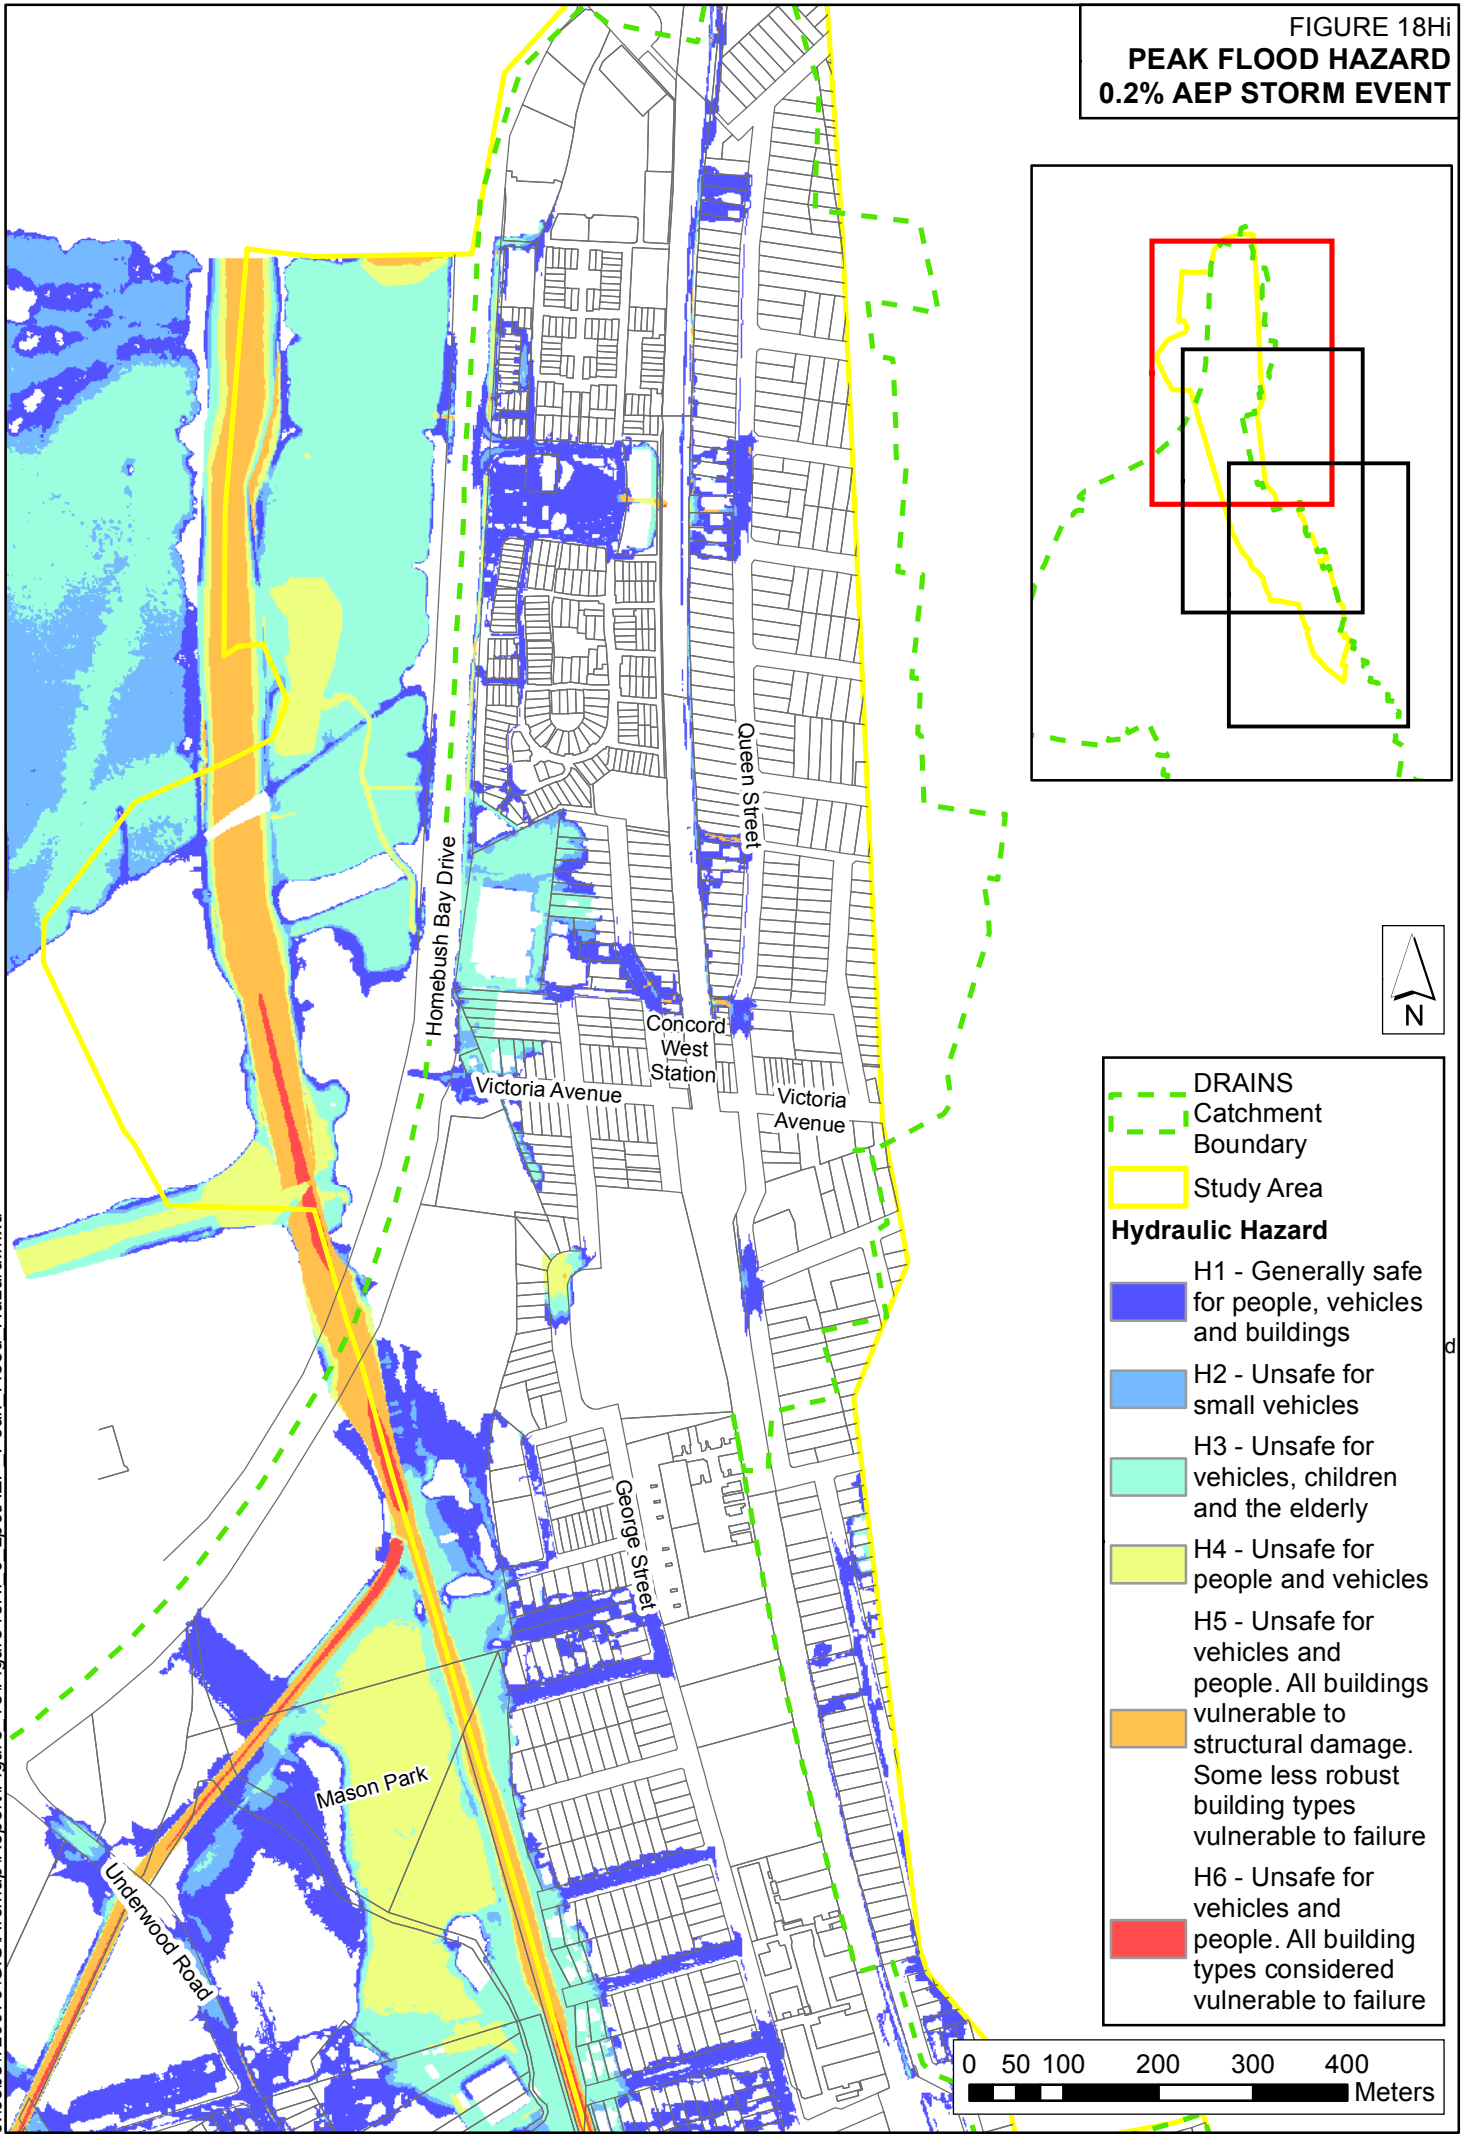 FIGURE 18Hi
PEAK FLOOD HAZARD
0.2% AEP STORM EVENT
Queen Street
Homebush Bay Drive
Concord
West
Station
Victoria Avenue
Victoria
Avenue
George Street
Mason Park
Underwood Road
N
DRAINS
Catchment
Boundary
Study Area
Hydraulic Hazard
H1 - Generally safe
for people, vehicles
and buildings
d
H2 - Unsafe for
small vehicles
H3 - Unsafe for
vehicles, children
and the elderly
H4 - Unsafe for
people and vehicles
H5 - Unsafe for
vehicles and
people. All buildings
vulnerable to
structural damage.
Some less robust
building types
vulnerable to failure
H6 - Unsafe for
vehicles and
people. All building
types considered
vulnerable to failure
0 50 100 200 300 400
Meters